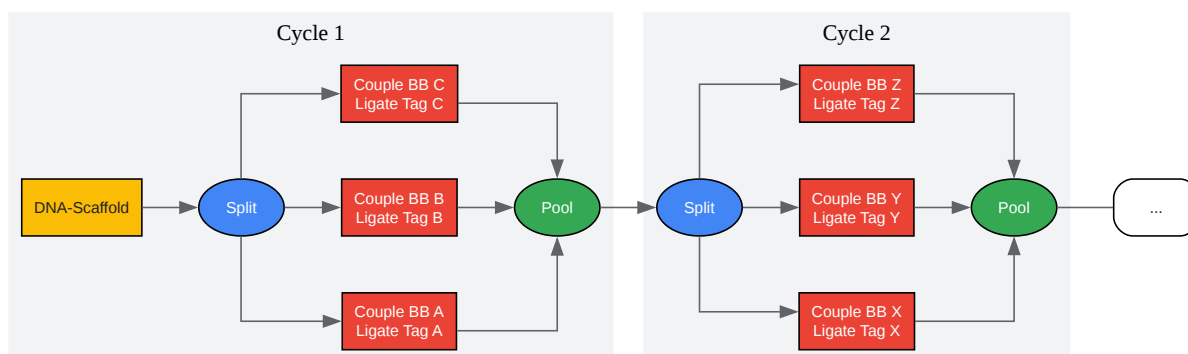 Cycle 1
Cycle 2
Couple BB C
Ligate Tag C
Couple BB Z
Ligate Tag Z
DNA-Scaffold
Split
Couple BB B
Ligate Tag B
Pool
Split
Couple BB Y
Ligate Tag Y
Pool
...
Couple BB A
Ligate Tag A
Couple BB X
Ligate Tag X